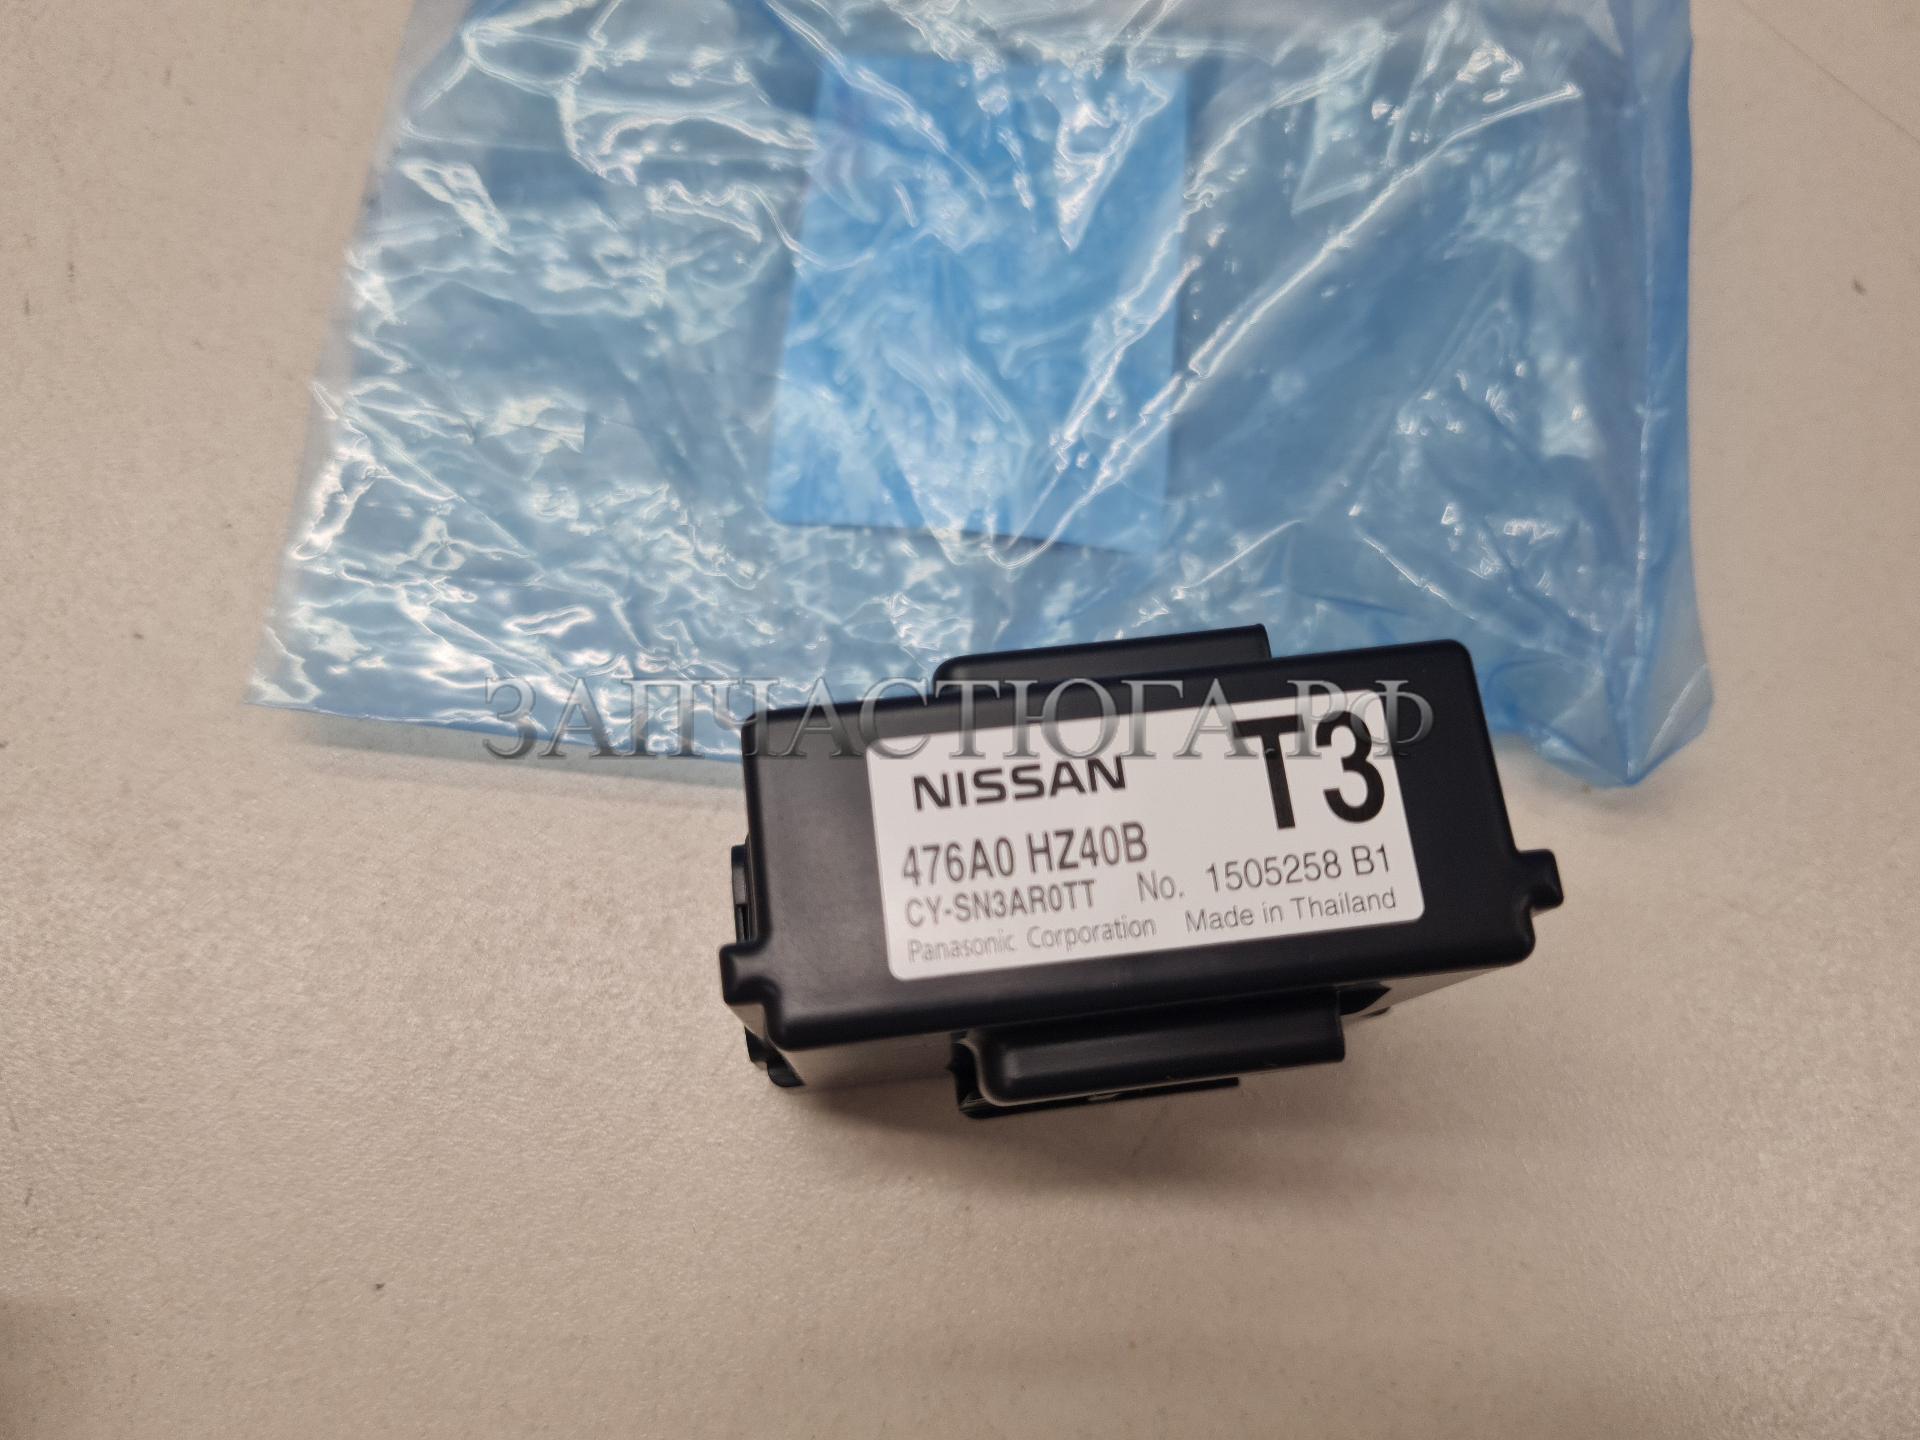 ЗАПЧАСТЮГА.РФ
NISSAN T3
476A0 HZ40B
CY-SN3AR0TT No. 1505258 B1
Panasonic Corporation Made in Thailand